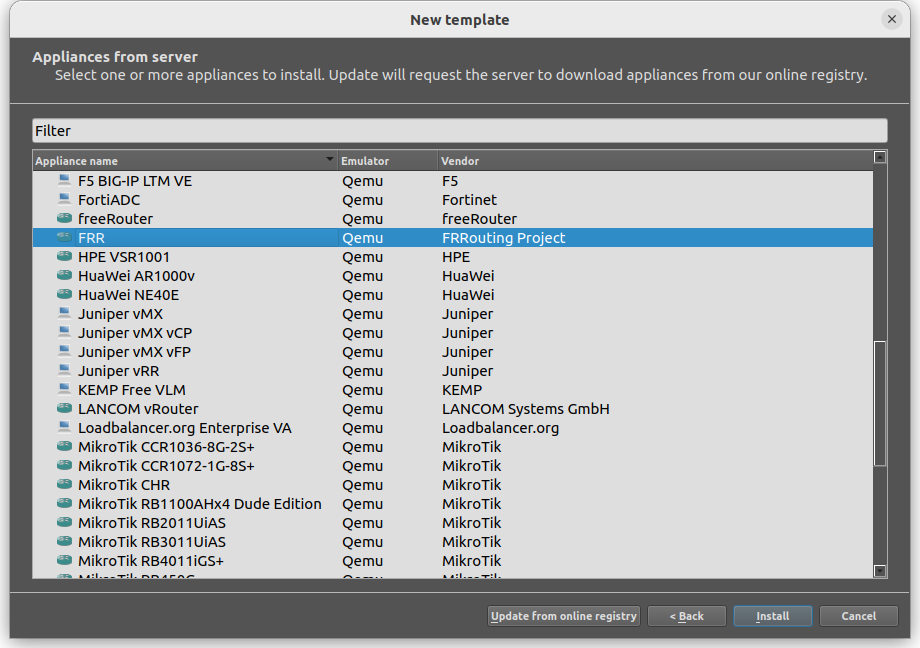 New template
Appliances from server
Select one or more appliances to install. Update will request the server to download appliances from our online registry.
Filter
Appliance name Emulator Vendor
F5 BIG-IP LTM VE Qemu F5
FortiADC Qemu Fortinet
freeRouter Qemu freeRouter
FRR Qemu FRRouting Project
HPE VSR1001 Qemu HPE
HuaWei AR1000v Qemu HuaWei
HuaWei NE40E Qemu HuaWei
Juniper vMX Qemu Juniper
Juniper vMX vCP Qemu Juniper
Juniper vMX vFP Qemu Juniper
Juniper vRR Qemu Juniper
KEMP Free VLM Qemu KEMP
LANCOM vRouter Qemu LANCOM Systems GmbH
Loadbalancer.org Enterprise VA Qemu Loadbalancer.org
MikroTik CCR1036-8G-2S+ Qemu MikroTik
MikroTik CCR1072-1G-8S+ Qemu MikroTik
MikroTik CHR Qemu MikroTik
MikroTik RB1100AHx4 Dude Edition Qemu MikroTik
MikroTik RB2011UiAS Qemu MikroTik
MikroTik RB3011UiAS Qemu MikroTik
MikroTik RB4011iGS+ Qemu MikroTik
MikroTik Qemu MikroTik
Update from online registry < Back Install Cancel